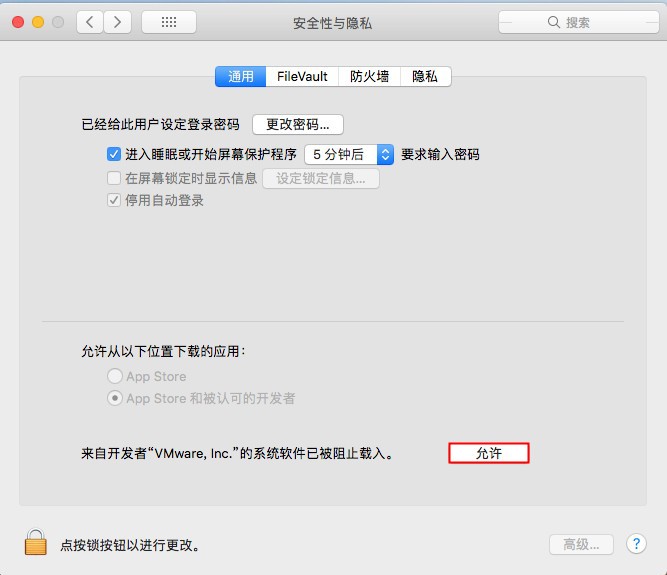 安全性与隐私
搜索
通用 FileVault 防火墙 隐私
已经给此用户设定登录密码 更改密码...
进入睡眠或开始屏幕保护程序 5 分钟后 要求输入密码
在屏幕锁定时显示信息 设定锁定信息...
停用自动登录
允许从以下位置下载的应用：
App Store
App Store 和被认可的开发者
来自开发者“VMware, Inc.”的系统软件已被阻止载入。 允许
点按锁按钮以进行更改。 高级... ?